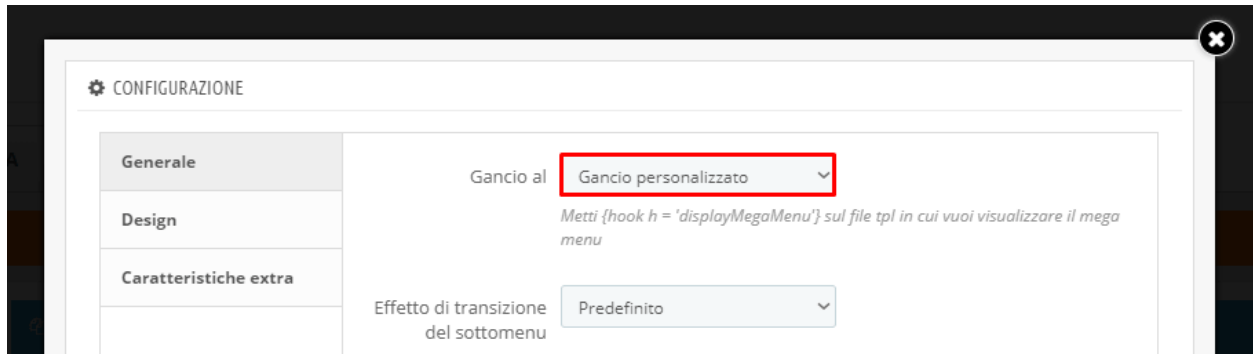 CONFIGURAZIONE
Generale
Gancio al
Gancio personalizzato
Metti {hook h = 'displayMegaMenu'} sul file tpl in cui vuoi visualizzare il mega
menu
Design
Caratteristiche extra
Effetto di transizione
del sottomenu
Predefinito